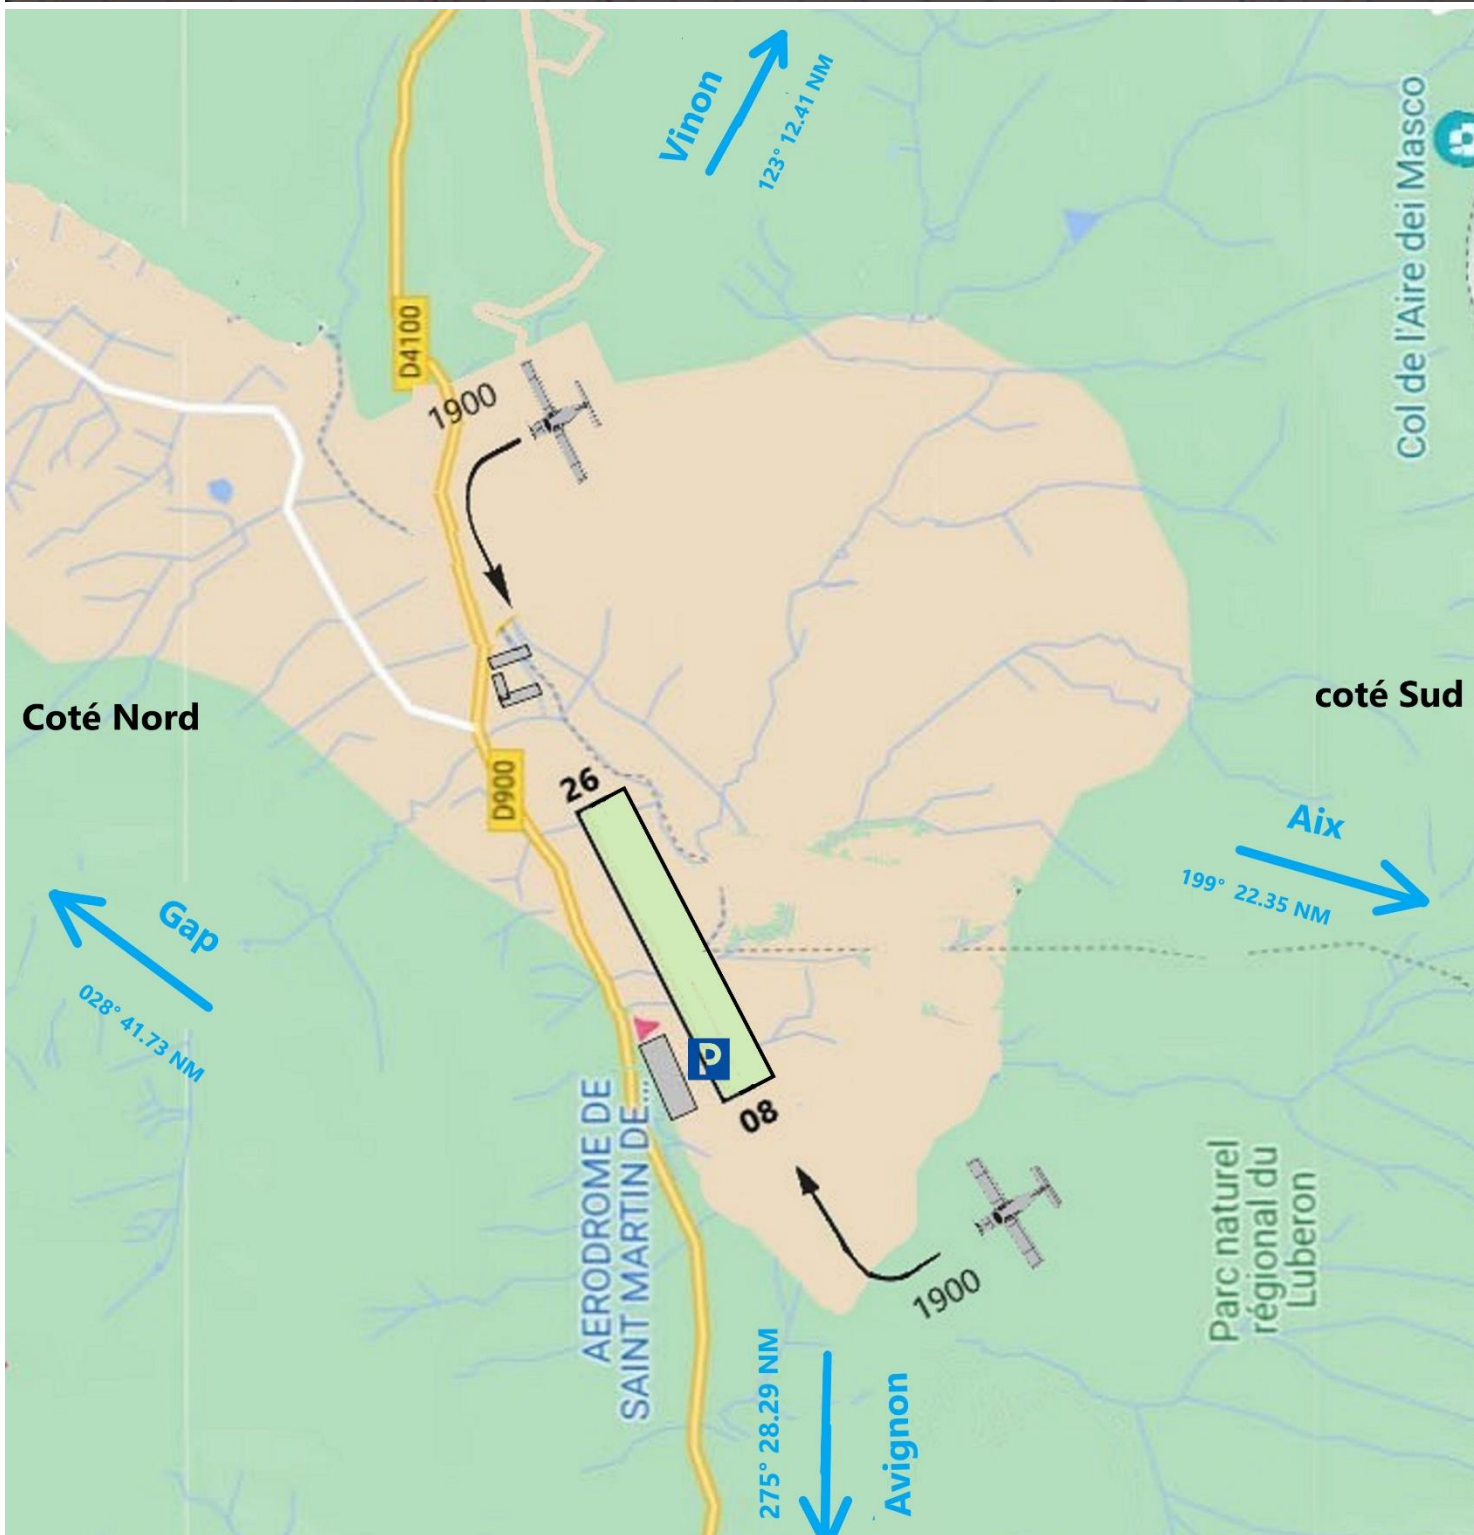 Vinon
123° 12.41 NM
Col de l'Aire dei Masco
D4100
1900
Coté Nord
coté Sud
D900
26
Aix
199° 22.35 NM
Gap
028° 41.73 NM
P
08
AERODROME DE
SAINT MARTIN DE...
1900
Parc naturel
régional du
Luberon
275° 28.29 NM
Avignon